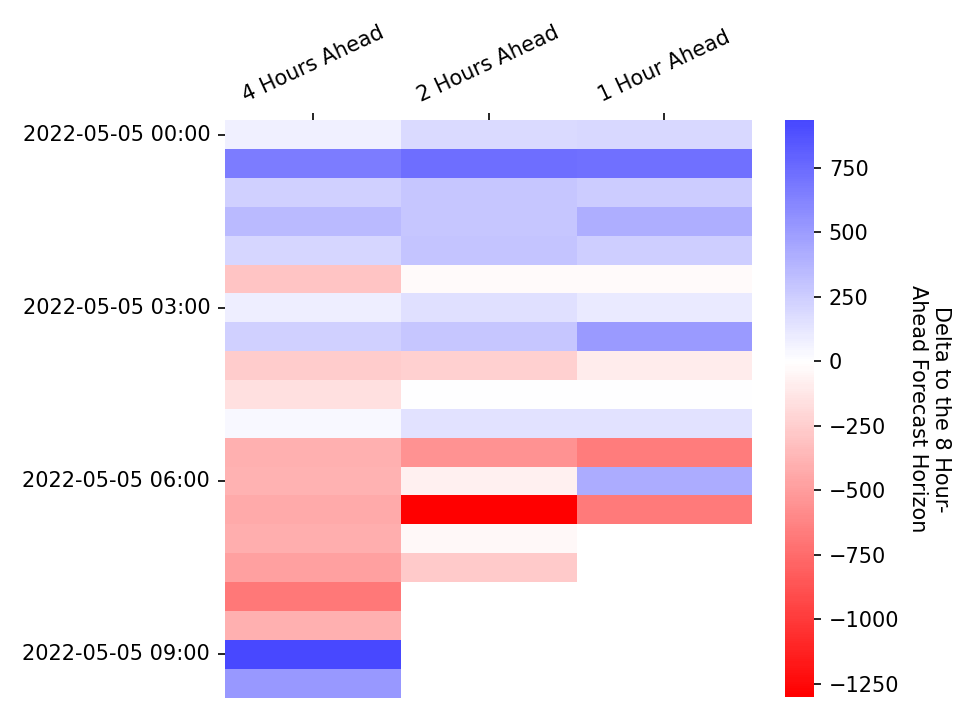 4 Hours Ahead
2 Hours Ahead
1 Hour Ahead
2022-05-05 00:00
2022-05-05 03:00
2022-05-05 06:00
2022-05-05 09:00
750
500
250
0
−250
−500
−750
−1000
−1250
Delta to the 8 Hour-
Ahead Forecast Horizon